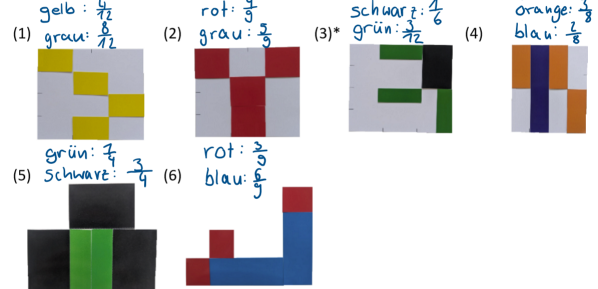 gelb: 4/12 rot: 4/9 schwarz: 1/6 orange: 3/8
(1) grau: 8/12 (2) grau: 5/9 (3)* grün: 3/12 (4) blau: 2/8
grün: 1/4 rot: 3/9
(5) schwarz: 3/4 (6) blau: 6/9